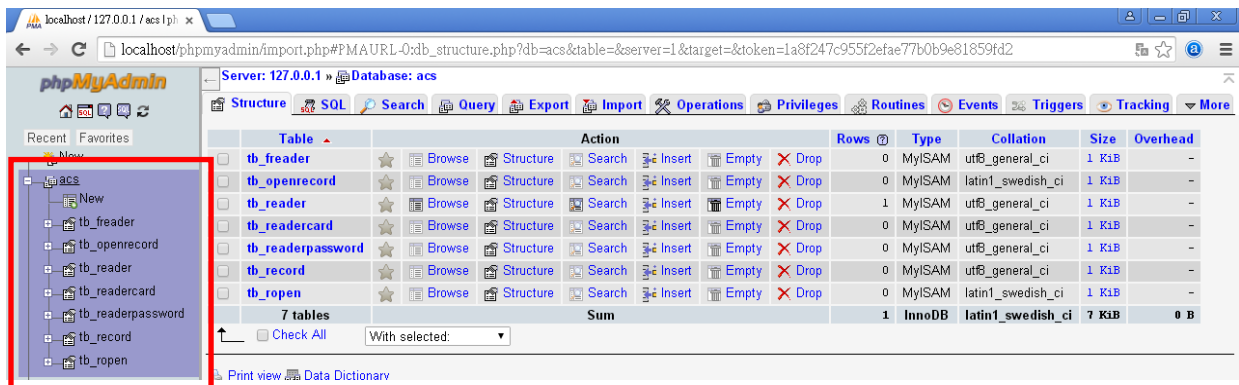 localhost / 127.0.0.1 / acs | ph
localhost/phpmyadmin/import.php#PMAURL-0:db_structure.php?db=acs&table=&server=1&target=&token=1a8f247c955f2efae77b0b9e81859fd2
phpMyAdmin
Recent Favorites
New
acs
New
tb_freader
tb_openrecord
tb_reader
tb_readercard
tb_readerpassword
tb_record
tb_ropen
Server: 127.0.0.1 » Database: acs
Structure SQL Search Query Export Import Operations Privileges Routines Events Triggers Tracking More
Table Action Rows Type Collation Size Overhead
tb_freader Browse Structure Search Insert Empty Drop 0 MyISAM utf8_general_ci 1 KiB -
tb_openrecord Browse Structure Search Insert Empty Drop 0 MyISAM latin1_swedish_ci 1 KiB -
tb_reader Browse Structure Search Insert Empty Drop 1 MyISAM utf8_general_ci 1 KiB -
tb_readercard Browse Structure Search Insert Empty Drop 0 MyISAM utf8_general_ci 1 KiB -
tb_readerpassword Browse Structure Search Insert Empty Drop 0 MyISAM utf8_general_ci 1 KiB -
tb_record Browse Structure Search Insert Empty Drop 0 MyISAM utf8_general_ci 1 KiB -
tb_ropen Browse Structure Search Insert Empty Drop 0 MyISAM latin1_swedish_ci 1 KiB -
7 tables Sum 1 InnoDB latin1_swedish_ci 7 KiB 0 B
Check All With selected:
Print view Data Dictionary